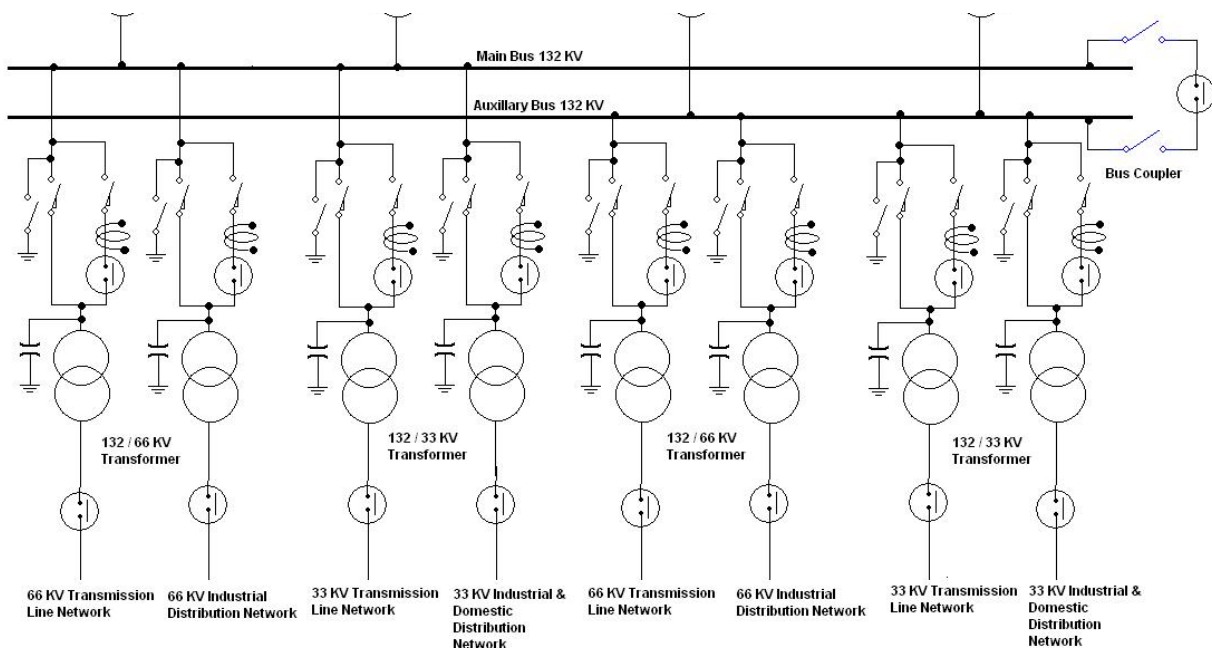 Main Bus 132 KV
Auxillary Bus 132 KV
Bus Coupler
132 / 66 KV
Transformer
132 / 33 KV
Transformer
132 / 66 KV
Transformer
132 / 33 KV
Transformer
66 KV Transmission
Line Network
66 KV Industrial
Distribution Network
33 KV Transmission
Line Network
33 KV Industrial &
Domestic
Distribution
Network
66 KV Transmission
Line Network
66 KV Industrial
Distribution Network
33 KV Transmission
Line Network
33 KV Industrial &
Domestic
Distribution
Network